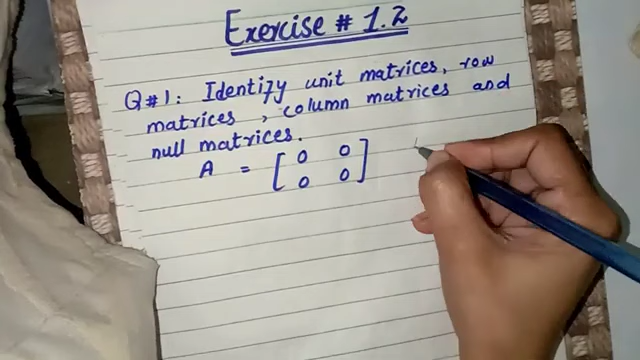 Exercise # 1.2
Q#1: Identify unit matrices, row
matrices, column matrices and
null matrices.
A = [0 0
0 0]